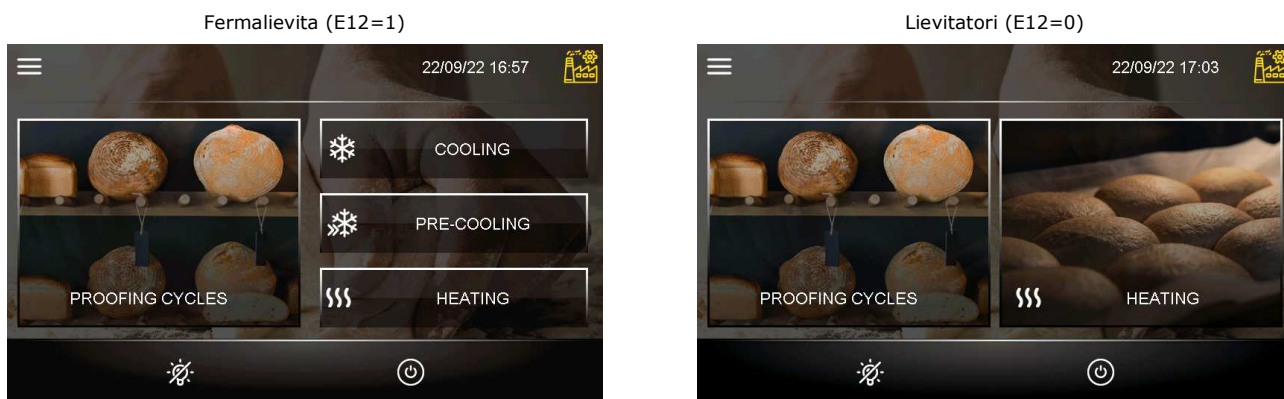 Fermalievita (E12=1)
22/09/22 16:57
COOLING
PRE-COOLING
PROOFING CYCLES
HEATING
Lievitatori (E12=0)
22/09/22 17:03
PROOFING CYCLES
HEATING